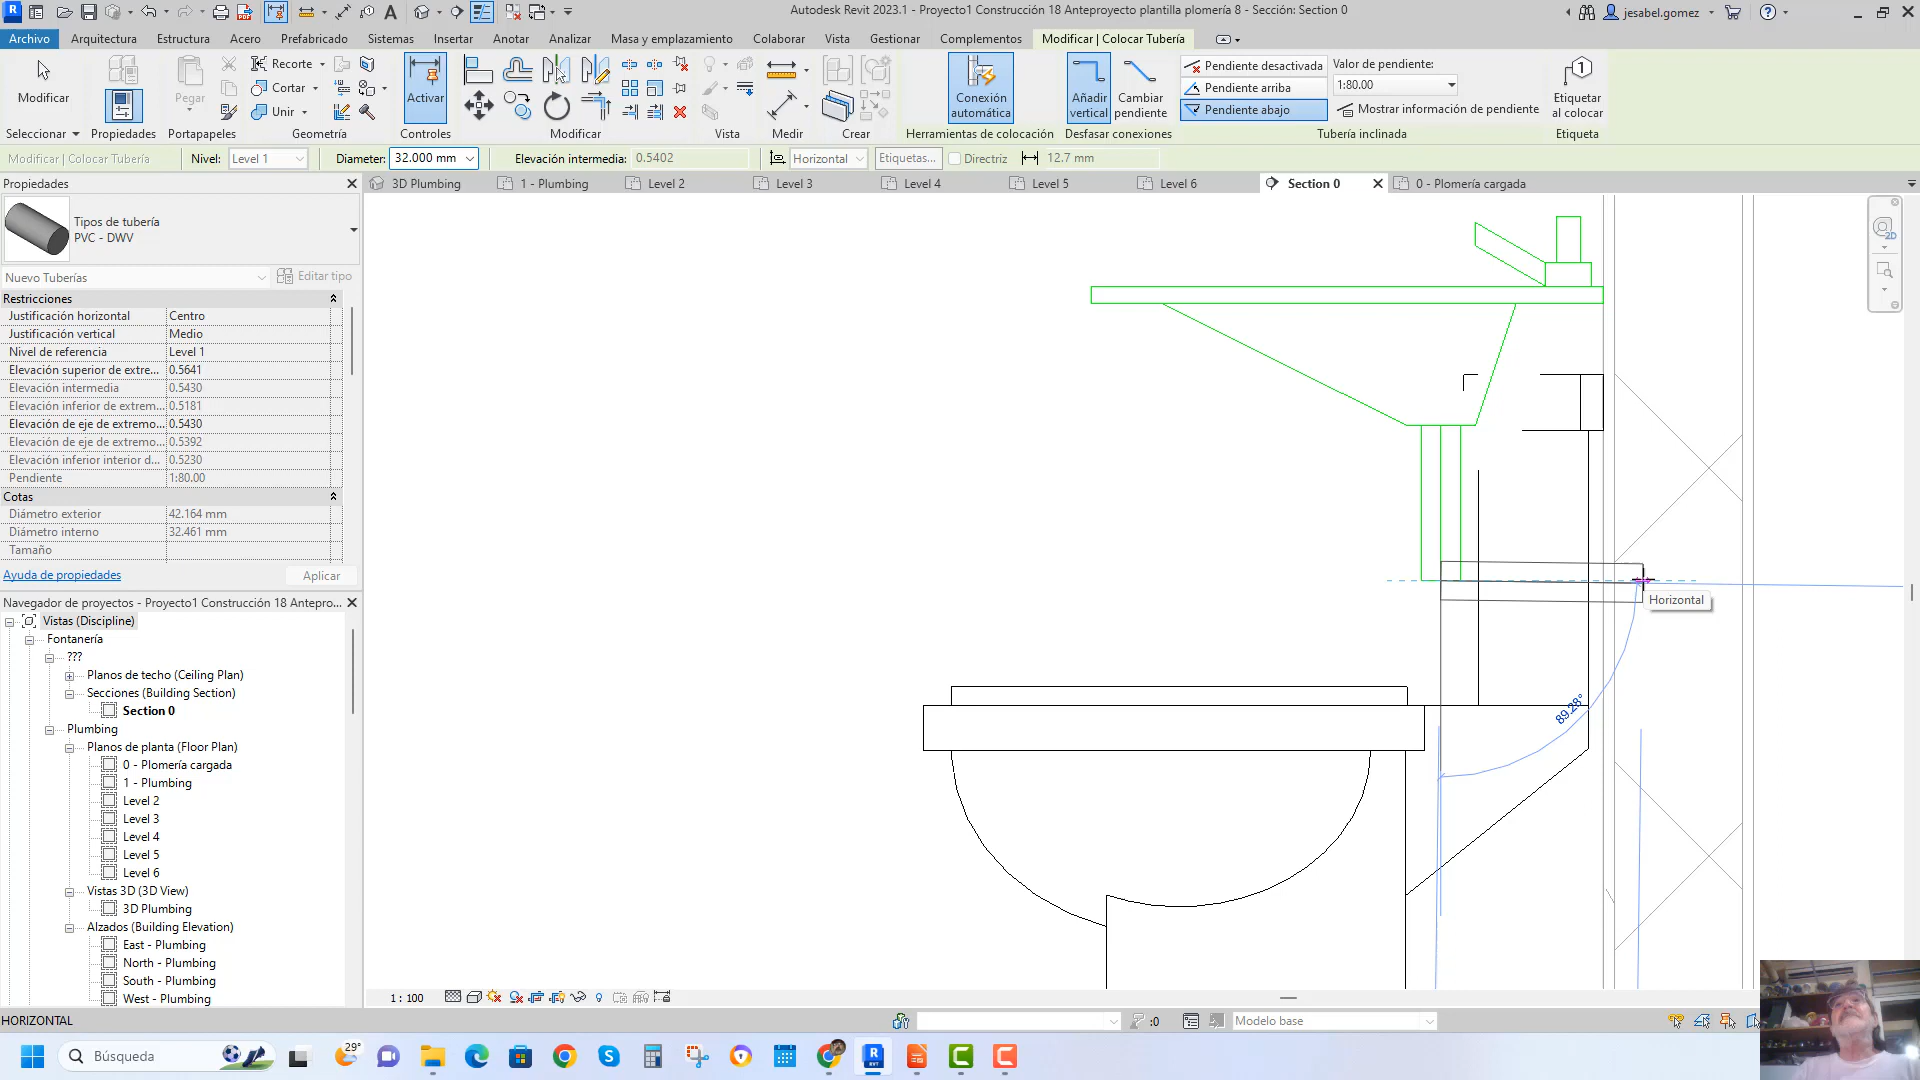 Autodesk Revit 2023.1 - Proyecto1 Construcción 18 Anteproyecto plantilla plomería 8 - Sección: Section 0
jesabel.gomez
Archivo Arquitectura Estructura Acero Prefabricado Sistemas Insertar Anotar Analizar Masa y emplazamiento Colaborar Vista Gestionar Complementos Modificar | Colocar Tubería
Modificar
Pegar
Recorte
Cortar
Unir
Activar
Conexión automática
Añadir vertical
Cambiar pendiente
Pendiente desactivada
Pendiente arriba
Pendiente abajo
Valor de pendiente:
1:80.00
Mostrar información de pendiente
Etiquetar al colocar
Seleccionar Propiedades Portapapeles Geometría Controles Modificar Vista Medir Crear Herramientas de colocación Desfasar conexiones Tubería inclinada Etiqueta
Modificar | Colocar Tubería Nivel: Level 1 Diameter: 32.000 mm Elevación intermedia: 0.5402 Horizontal Etiquetas... Directriz 12.7 mm
Propiedades
3D Plumbing 1 - Plumbing Level 2 Level 3 Level 4 Level 5 Level 6 Section 0 0 - Plomería cargada
Tipos de tubería
PVC - DWV
Nuevo Tuberías Editar tipo
Restricciones
Justificación horizontal Centro
Justificación vertical Medio
Nivel de referencia Level 1
Elevación superior de extre... 0.5641
Elevación intermedia 0.5430
Elevación inferior de extrem... 0.5181
Elevación de eje de extremo... 0.5430
Elevación de eje de extremo... 0.5392
Elevación inferior interior d... 0.5230
Pendiente 1:80.00
Cotas
Diámetro exterior 42.164 mm
Diámetro interno 32.461 mm
Tamaño
Ayuda de propiedades Aplicar
Navegador de proyectos - Proyecto1 Construcción 18 Antepro...
Vistas (Discipline)
Fontanería
???
Planos de techo (Ceiling Plan)
Secciones (Building Section)
Section 0
Plumbing
Planos de planta (Floor Plan)
0 - Plomería cargada
1 - Plumbing
Level 2
Level 3
Level 4
Level 5
Level 6
Vistas 3D (3D View)
3D Plumbing
Alzados (Building Elevation)
East - Plumbing
North - Plumbing
South - Plumbing
West - Plumbing
Horizontal
89.28°
2D
1 : 100
HORIZONTAL
:0
Modelo base
Búsqueda
29°